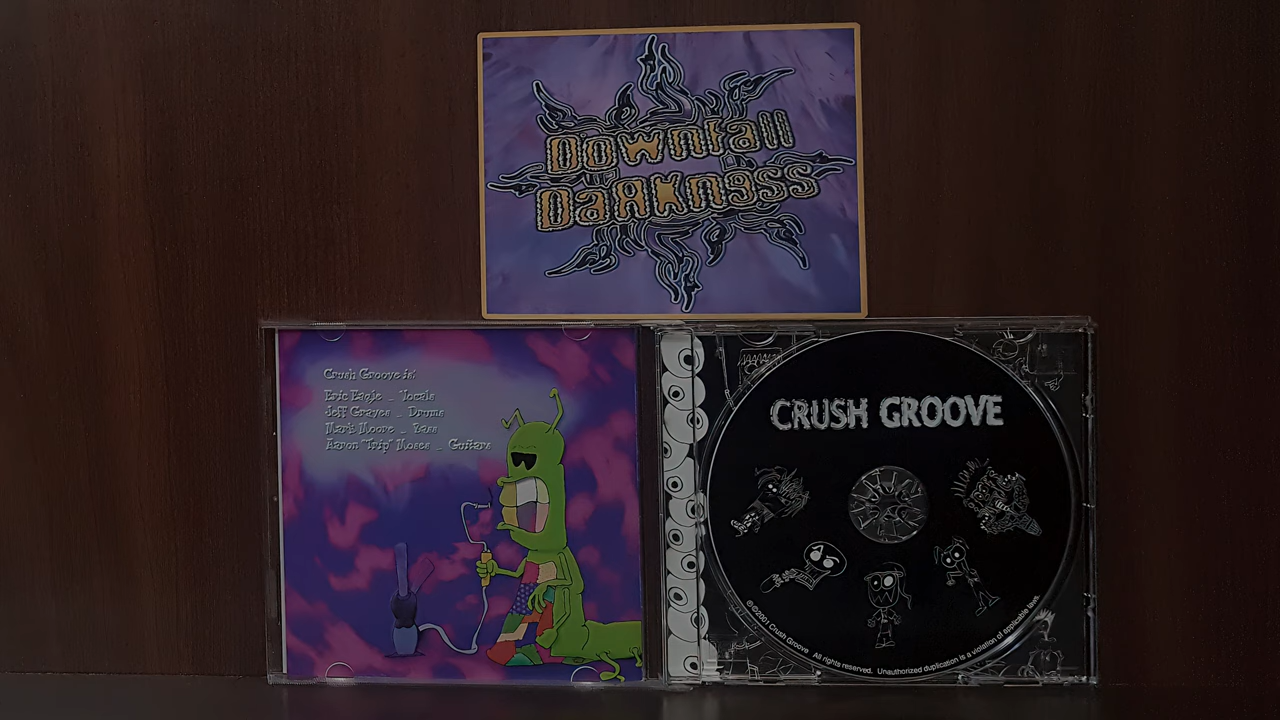 Downfall
DaRKn9ss
Crush Groove is:
Eric Eagle - Vocals
Jeff Graves - Drums
Mark Moore - Bass
Aaron "Trip" Moses - Guitars
CRUSH GROOVE
℗©2001 Crush Groove All rights reserved. Unauthorized duplication is a violation of applicable laws.